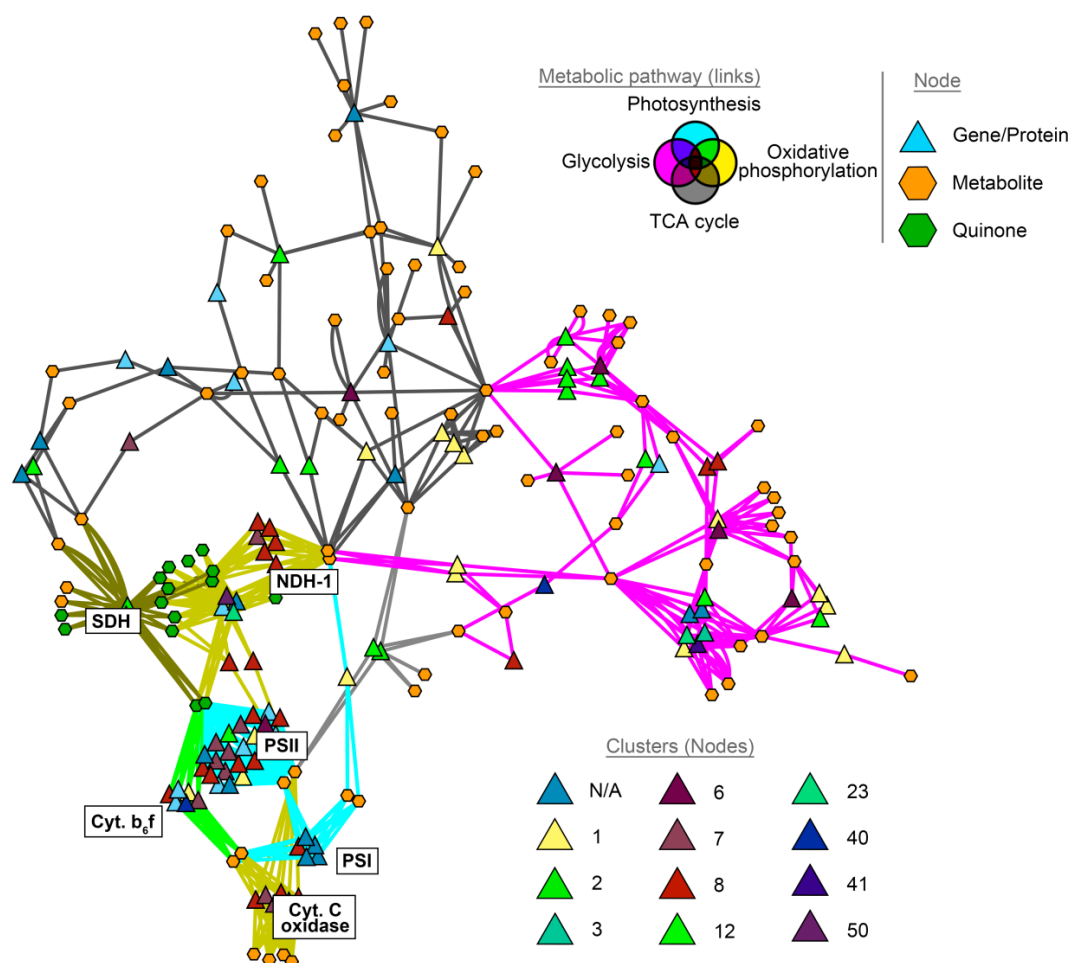 Metabolic pathway (links)
Photosynthesis
Glycolysis
Oxidative
phosphorylation
TCA cycle
Node
Gene/Protein
Metabolite
Quinone
NDH-1
SDH
PSII
Cyt. b6f
PSI
Cyt. C
oxidase
Clusters (Nodes)
N/A
1
2
3
6
7
8
12
23
40
41
50